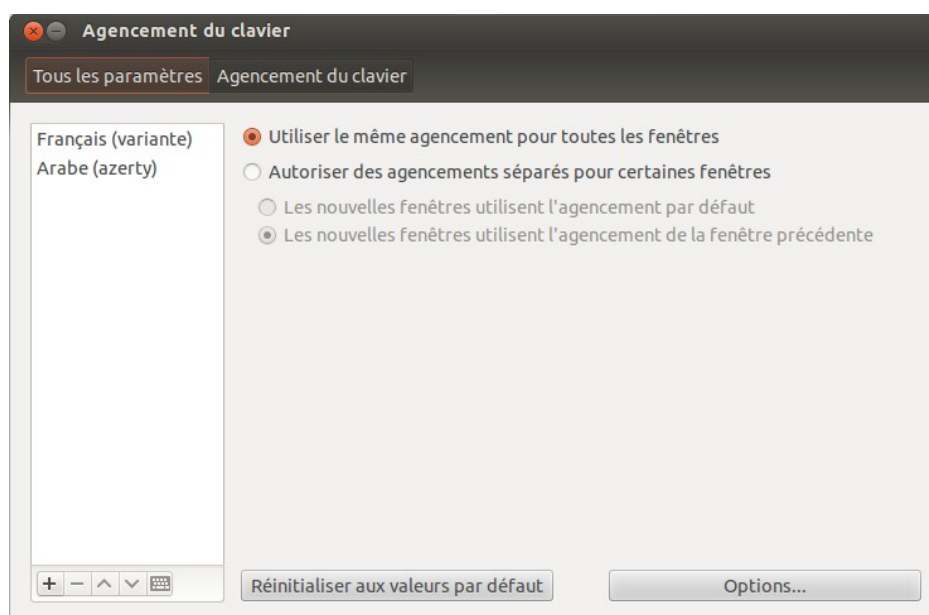 Agencement du clavier
Tous les paramètres Agencement du clavier
Français (variante)
Arabe (azerty)
Utiliser le même agencement pour toutes les fenêtres
Autoriser des agencements séparés pour certaines fenêtres
Les nouvelles fenêtres utilisent l'agencement par défaut
Les nouvelles fenêtres utilisent l'agencement de la fenêtre précédente
Réinitialiser aux valeurs par défaut
Options...